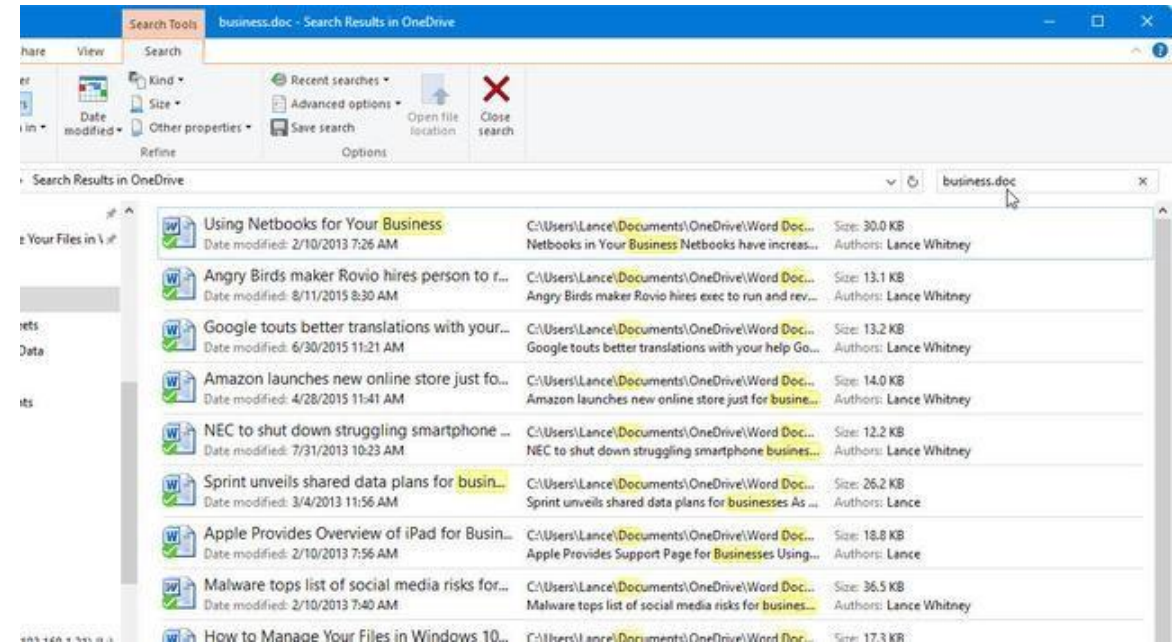 Search Tools business.doc - Search Results in OneDrive
hare View Search
er
Kind
Recent searches
Size
Advanced options
Date modified
Open file location
Close search
in
Other properties
Save search
Refine Options
Search Results in OneDrive business.doc
Using Netbooks for Your Business C:\Users\Lance\Documents\OneDrive\Word Doc... Size: 30.0 KB
e Your Files in \ Date modified: 2/10/2013 7:26 AM Netbooks in Your Business Netbooks have increas... Authors: Lance Whitney
Angry Birds maker Rovio hires person to r... C:\Users\Lance\Documents\OneDrive\Word Doc... Size: 13.1 KB
Date modified: 8/11/2015 8:30 AM Angry Birds maker Rovio hires exec to run and rev... Authors: Lance Whitney
ets Google touts better translations with your... C:\Users\Lance\Documents\OneDrive\Word Doc... Size: 13.2 KB
Data Date modified: 6/30/2015 11:21 AM Google touts better translations with your help Go... Authors: Lance Whitney
Amazon launches new online store just fo... C:\Users\Lance\Documents\OneDrive\Word Doc... Size: 14.0 KB
nts Date modified: 4/28/2015 11:41 AM Amazon launches new online store just for busine... Authors: Lance Whitney
NEC to shut down struggling smartphone ... C:\Users\Lance\Documents\OneDrive\Word Doc... Size: 12.2 KB
Date modified: 7/31/2013 10:23 AM NEC to shut down struggling smartphone busines... Authors: Lance Whitney
Sprint unveils shared data plans for busin... C:\Users\Lance\Documents\OneDrive\Word Doc... Size: 26.2 KB
Date modified: 3/4/2013 11:56 AM Sprint unveils shared data plans for businesses As ... Authors: Lance
Apple Provides Overview of iPad for Busin... C:\Users\Lance\Documents\OneDrive\Word Doc... Size: 18.8 KB
Date modified: 2/10/2013 7:56 AM Apple Provides Support Page for Businesses Using... Authors: Lance
Malware tops list of social media risks for... C:\Users\Lance\Documents\OneDrive\Word Doc... Size: 36.5 KB
Date modified: 2/10/2013 7:40 AM Malware tops list of social media risks for busines... Authors: Lance Whitney
How to Manage Your Files in Windows 10... C:\Users\Lance\Documents\OneDrive\Word Doc... Size: 17.3 KB